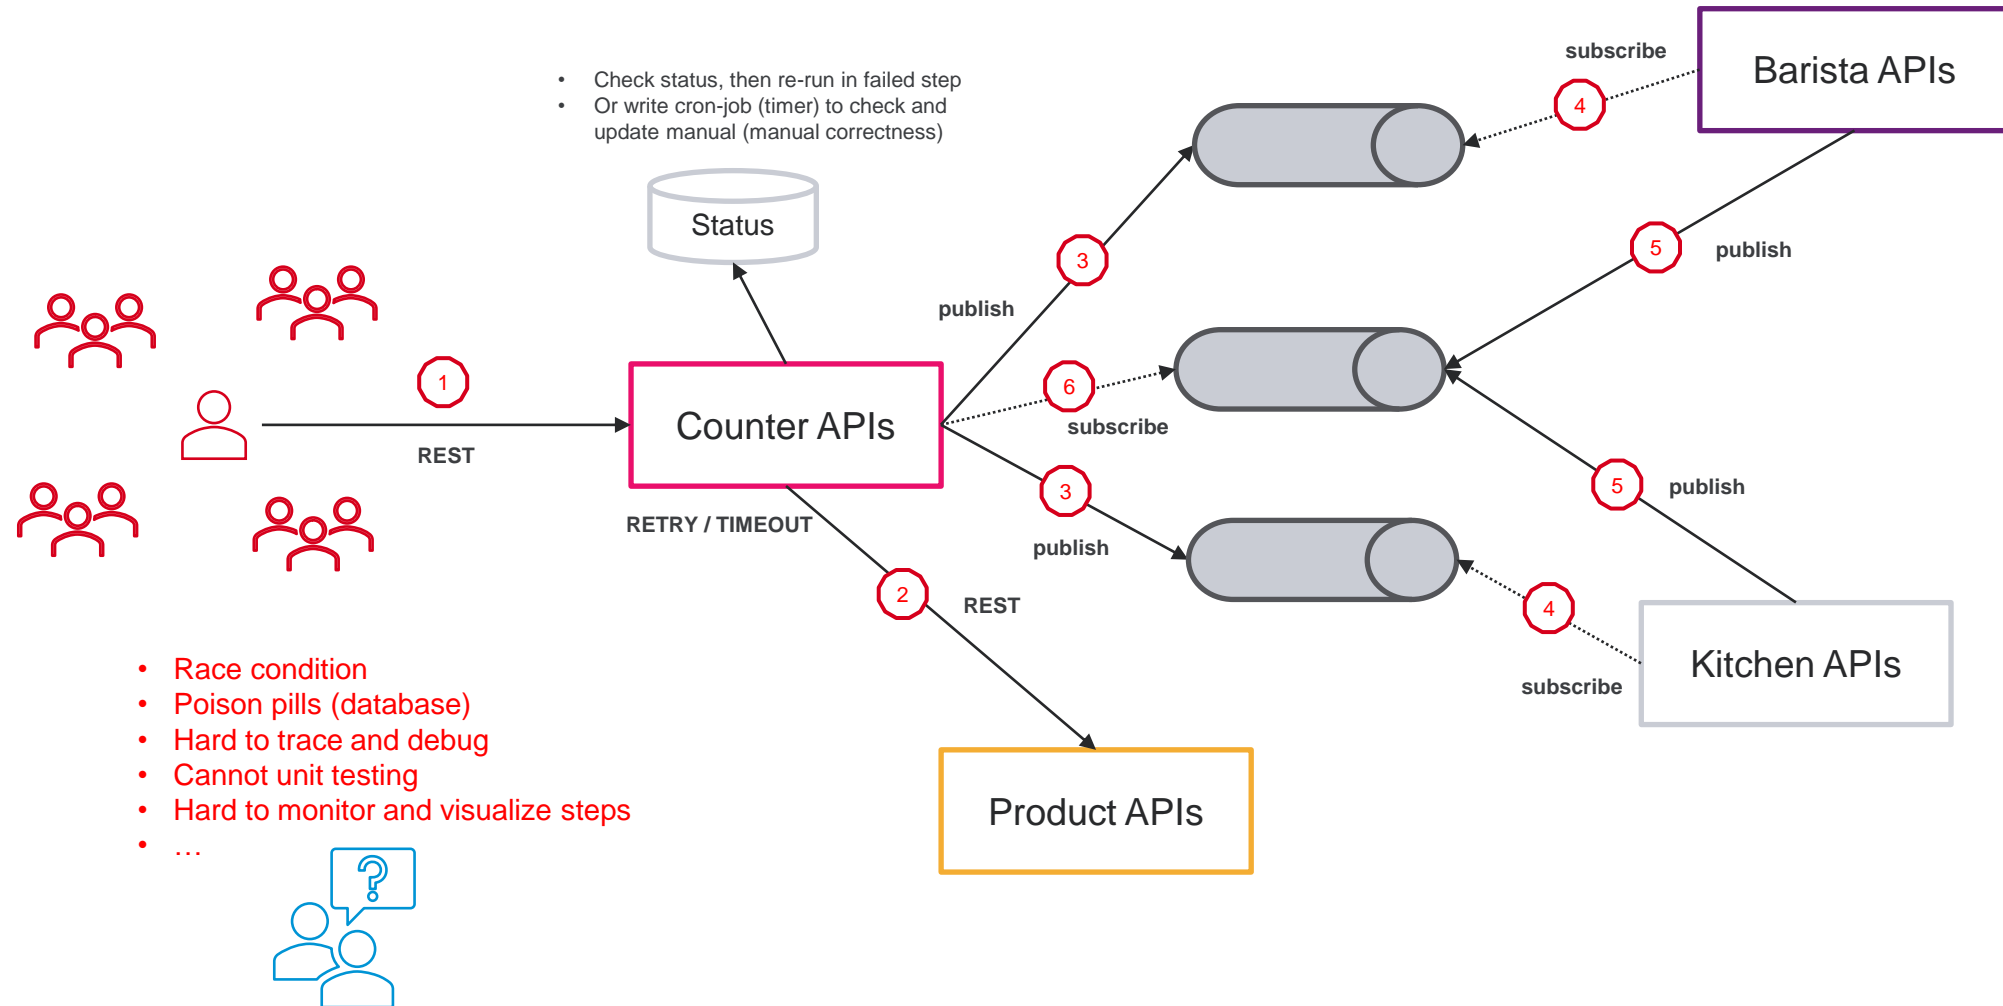 subscribe
Barista APIs
• Check status, then re-run in failed step
• Or write cron-job (timer) to check and
update manual (manual correctness)
4
Status
3
5
publish
publish
1
6
Counter APIs
subscribe
REST
3
5
publish
RETRY / TIMEOUT
publish
2
REST
4
Kitchen APIs
subscribe
• Race condition
• Poison pills (database)
• Hard to trace and debug
• Cannot unit testing
• Hard to monitor and visualize steps
• …
Product APIs
?